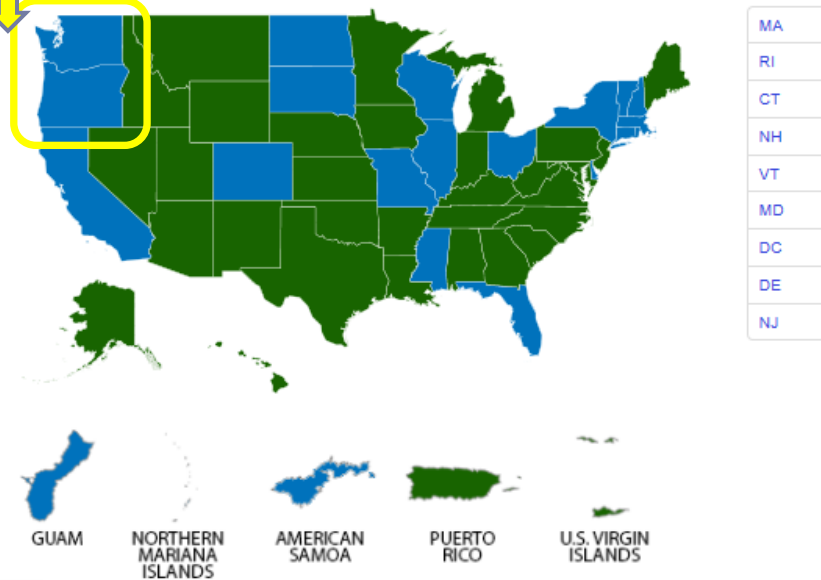 MA
RI
CT
NH
VT
MD
DC
DE
NJ
GUAM
NORTHERN
MARIANA
ISLANDS
AMERICAN
SAMOA
PUERTO
RICO
U.S. VIRGIN
ISLANDS